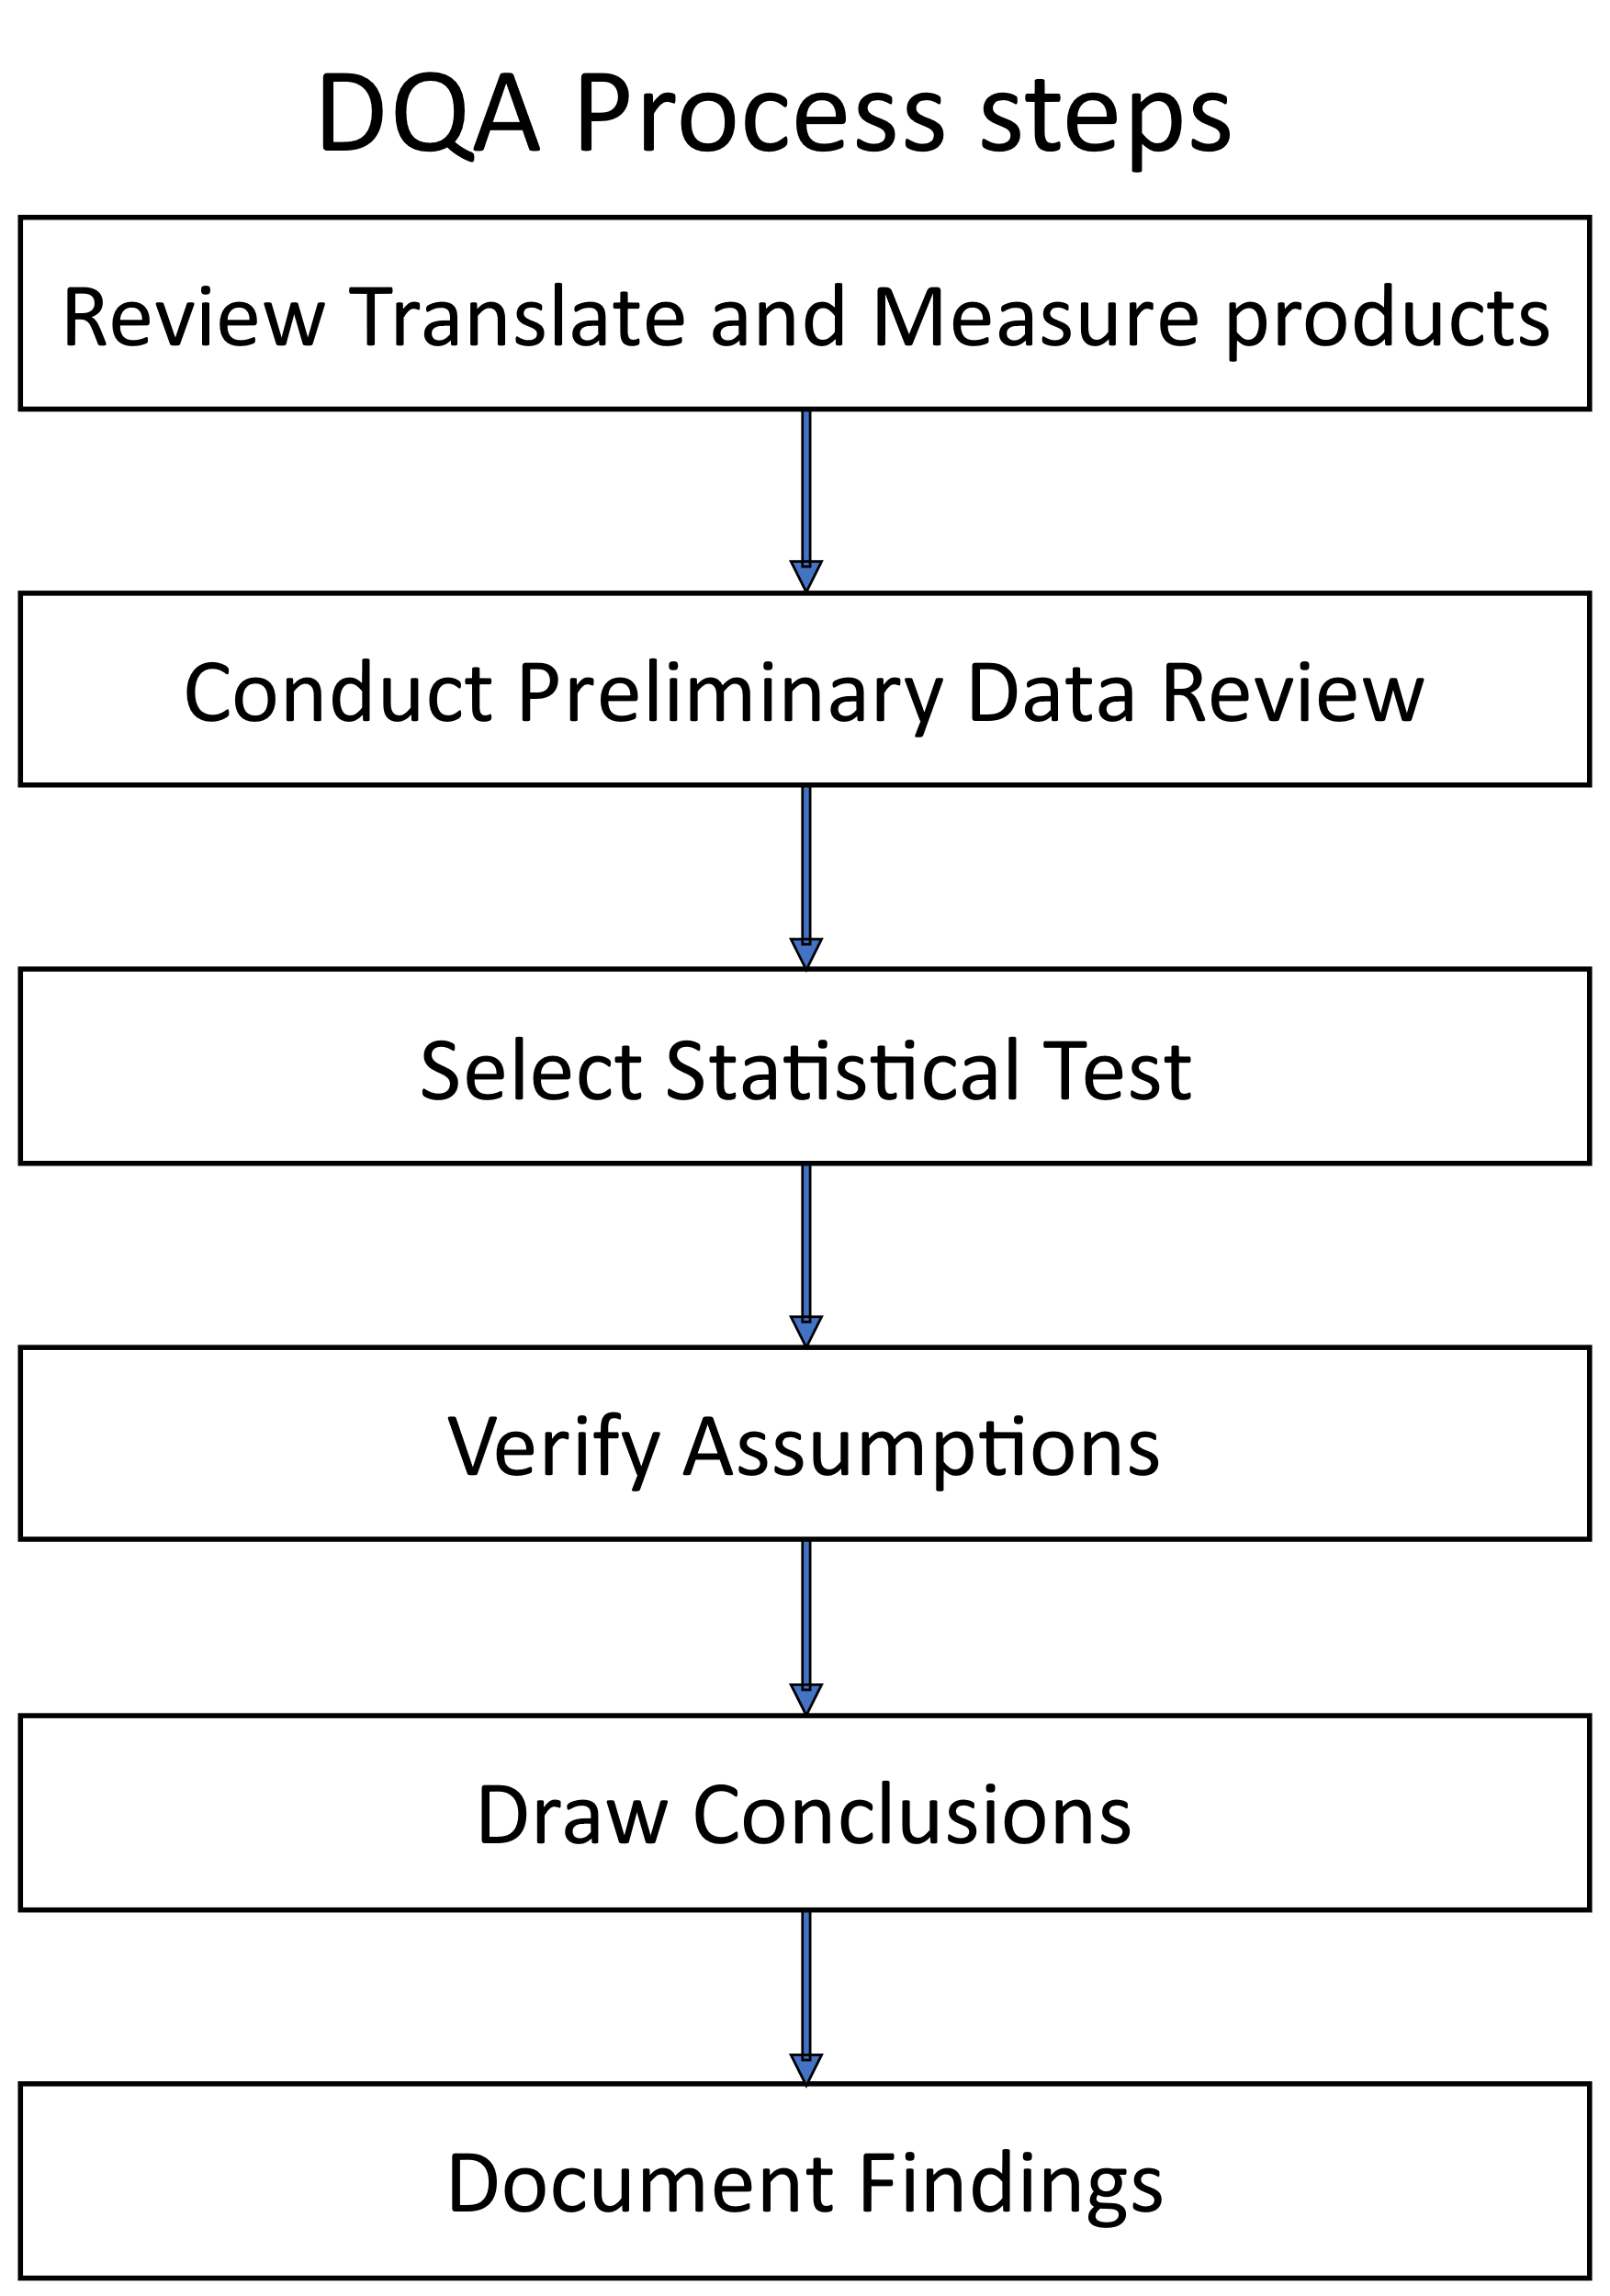 DQA Process steps
Review Translate and Measure products
Conduct Preliminary Data Review
Select Statistical Test
Verify Assumptions
Draw Conclusions
Document Findings